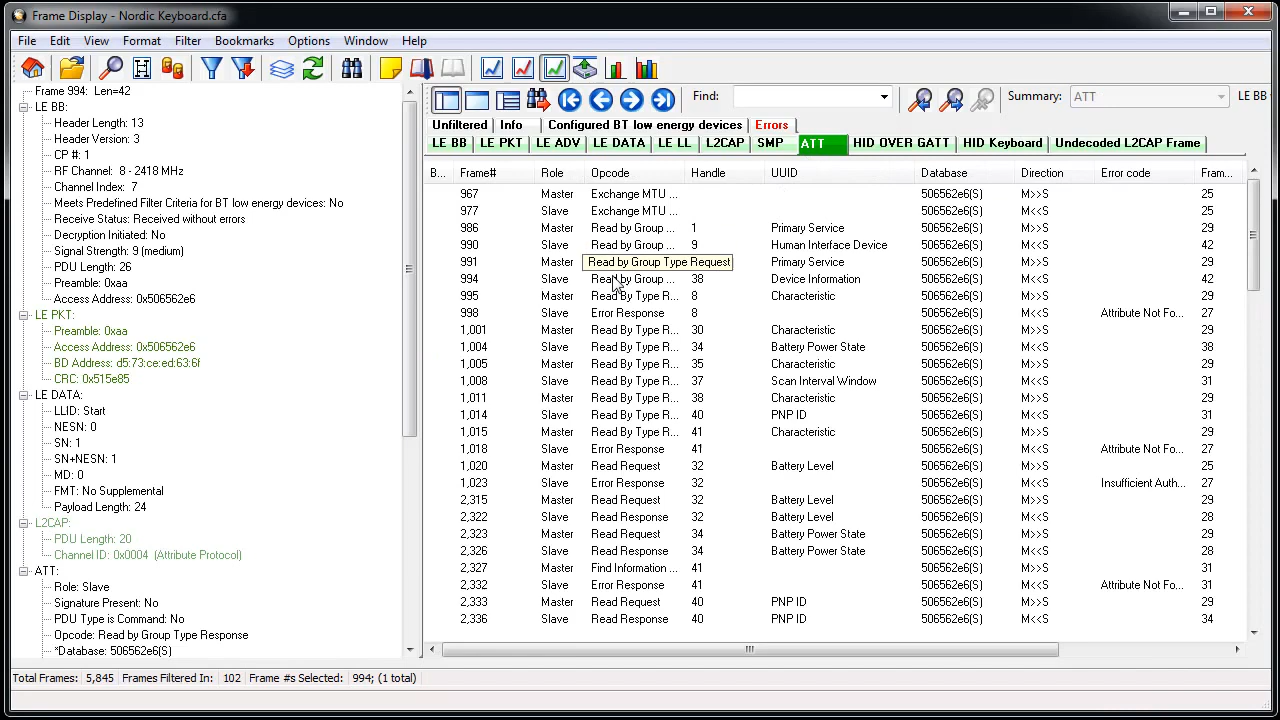 Frame Display - Nordic Keyboard.cfa
File Edit View Format Filter Bookmarks Options Window Help
Find: Summary: ATT LE BB
Unfiltered Info Configured BT low energy devices Errors
LE BB LE PKT LE ADV LE DATA LE LL L2CAP SMP ATT HID OVER GATT HID Keyboard Undecoded L2CAP Frame
Frame 994: Len=42
LE BB:
Header Length: 13
Header Version: 3
CP #: 1
RF Channel: 8 - 2418 MHz
Channel Index: 7
Meets Predefined Filter Criteria for BT low energy devices: No
Receive Status: Received without errors
Decryption Initiated: No
Signal Strength: 9 (medium)
PDU Length: 26
Preamble: 0xaa
Access Address: 0x506562e6
LE PKT:
Preamble: 0xaa
Access Address: 0x506562e6
BD Address: d5:73:ce:ed:63:6f
CRC: 0x515e85
LE DATA:
LLID: Start
NESN: 0
SN: 1
SN+NESN: 1
MD: 0
FMT: No Supplemental
Payload Length: 24
L2CAP:
PDU Length: 20
Channel ID: 0x0004 (Attribute Protocol)
ATT:
Role: Slave
Signature Present: No
PDU Type is Command: No
Opcode: Read by Group Type Response
*Database: 506562e6(S)
B... Frame# Role Opcode Handle UUID Database Direction Error code Fram...
967 Master Exchange MTU ... 506562e6(S) M>>S 25
977 Slave Exchange MTU ... 506562e6(S) M<<S 25
986 Master Read by Group ... 1 Primary Service 506562e6(S) M>>S 29
990 Slave Read by Group ... 9 Human Interface Device 506562e6(S) M<<S 42
991 Master Read by Group Type Request Primary Service 506562e6(S) M>>S 29
994 Slave Read by Group ... 38 Device Information 506562e6(S) M<<S 42
995 Master Read By Type R... 8 Characteristic 506562e6(S) M>>S 29
998 Slave Error Response 8 506562e6(S) M<<S Attribute Not Fo... 27
1,001 Master Read By Type R... 30 Characteristic 506562e6(S) M>>S 29
1,004 Slave Read By Type R... 34 Battery Power State 506562e6(S) M<<S 38
1,005 Master Read By Type R... 35 Characteristic 506562e6(S) M>>S 29
1,008 Slave Read By Type R... 37 Scan Interval Window 506562e6(S) M<<S 31
1,011 Master Read By Type R... 38 Characteristic 506562e6(S) M>>S 29
1,014 Slave Read By Type R... 40 PNP ID 506562e6(S) M<<S 31
1,015 Master Read By Type R... 41 Characteristic 506562e6(S) M>>S 29
1,018 Slave Error Response 41 506562e6(S) M<<S Attribute Not Fo... 27
1,020 Master Read Request 32 Battery Level 506562e6(S) M>>S 25
1,023 Slave Error Response 32 506562e6(S) M<<S Insufficient Auth... 27
2,315 Master Read Request 32 Battery Level 506562e6(S) M>>S 29
2,322 Slave Read Response 32 Battery Level 506562e6(S) M<<S 28
2,323 Master Read Request 34 Battery Power State 506562e6(S) M>>S 29
2,326 Slave Read Response 34 Battery Power State 506562e6(S) M<<S 28
2,327 Master Find Information ... 41 506562e6(S) M>>S 31
2,332 Slave Error Response 41 506562e6(S) M<<S Attribute Not Fo... 31
2,333 Master Read Request 40 PNP ID 506562e6(S) M>>S 29
2,336 Slave Read Response 40 PNP ID 506562e6(S) M<<S 34
Total Frames: 5,845 Frames Filtered In: 102 Frame #s Selected: 994; (1 total)